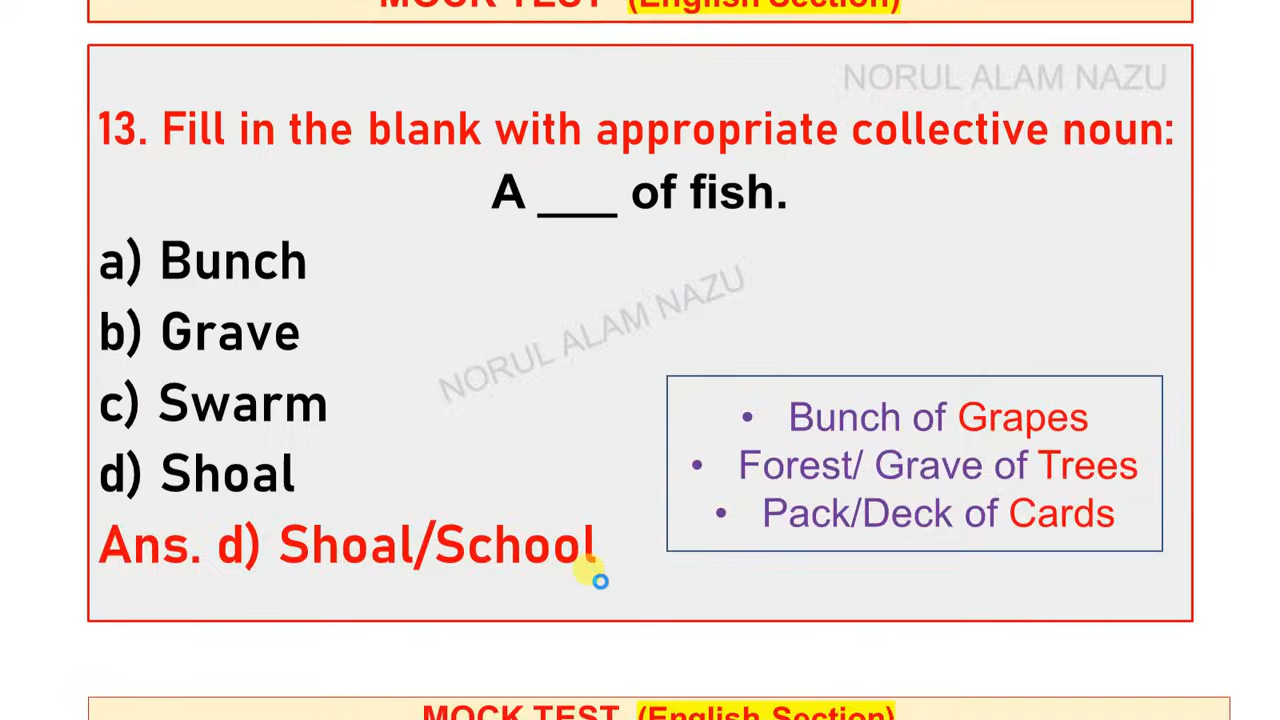 MOCK TEST (English Section)
NORUL ALAM NAZU
13. Fill in the blank with appropriate collective noun:
A ___ of fish.
a) Bunch
b) Grave
c) Swarm
d) Shoal
Ans. d) Shoal/School
NORUL ALAM NAZU
• Bunch of Grapes
• Forest/ Grave of Trees
• Pack/Deck of Cards
MOCK TEST (English Section)